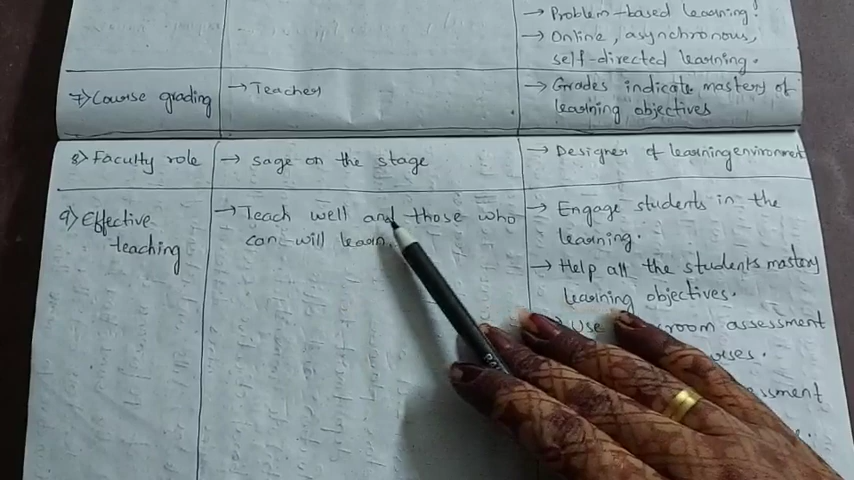 → Problem-based learning!
→ Online, asynchronous,
self-directed learning.
7) Course grading
→ Teacher
→ Grades indicate mastery of
learning objectives
8) Faculty role
→ sage on the stage
→ Designer of learning environment
9) Effective
teaching
→ Teach well and those who
can will learn.
→ Engage students in the
learning.
→ Help all the students mastery
learning objectives.
→ Use room assessment